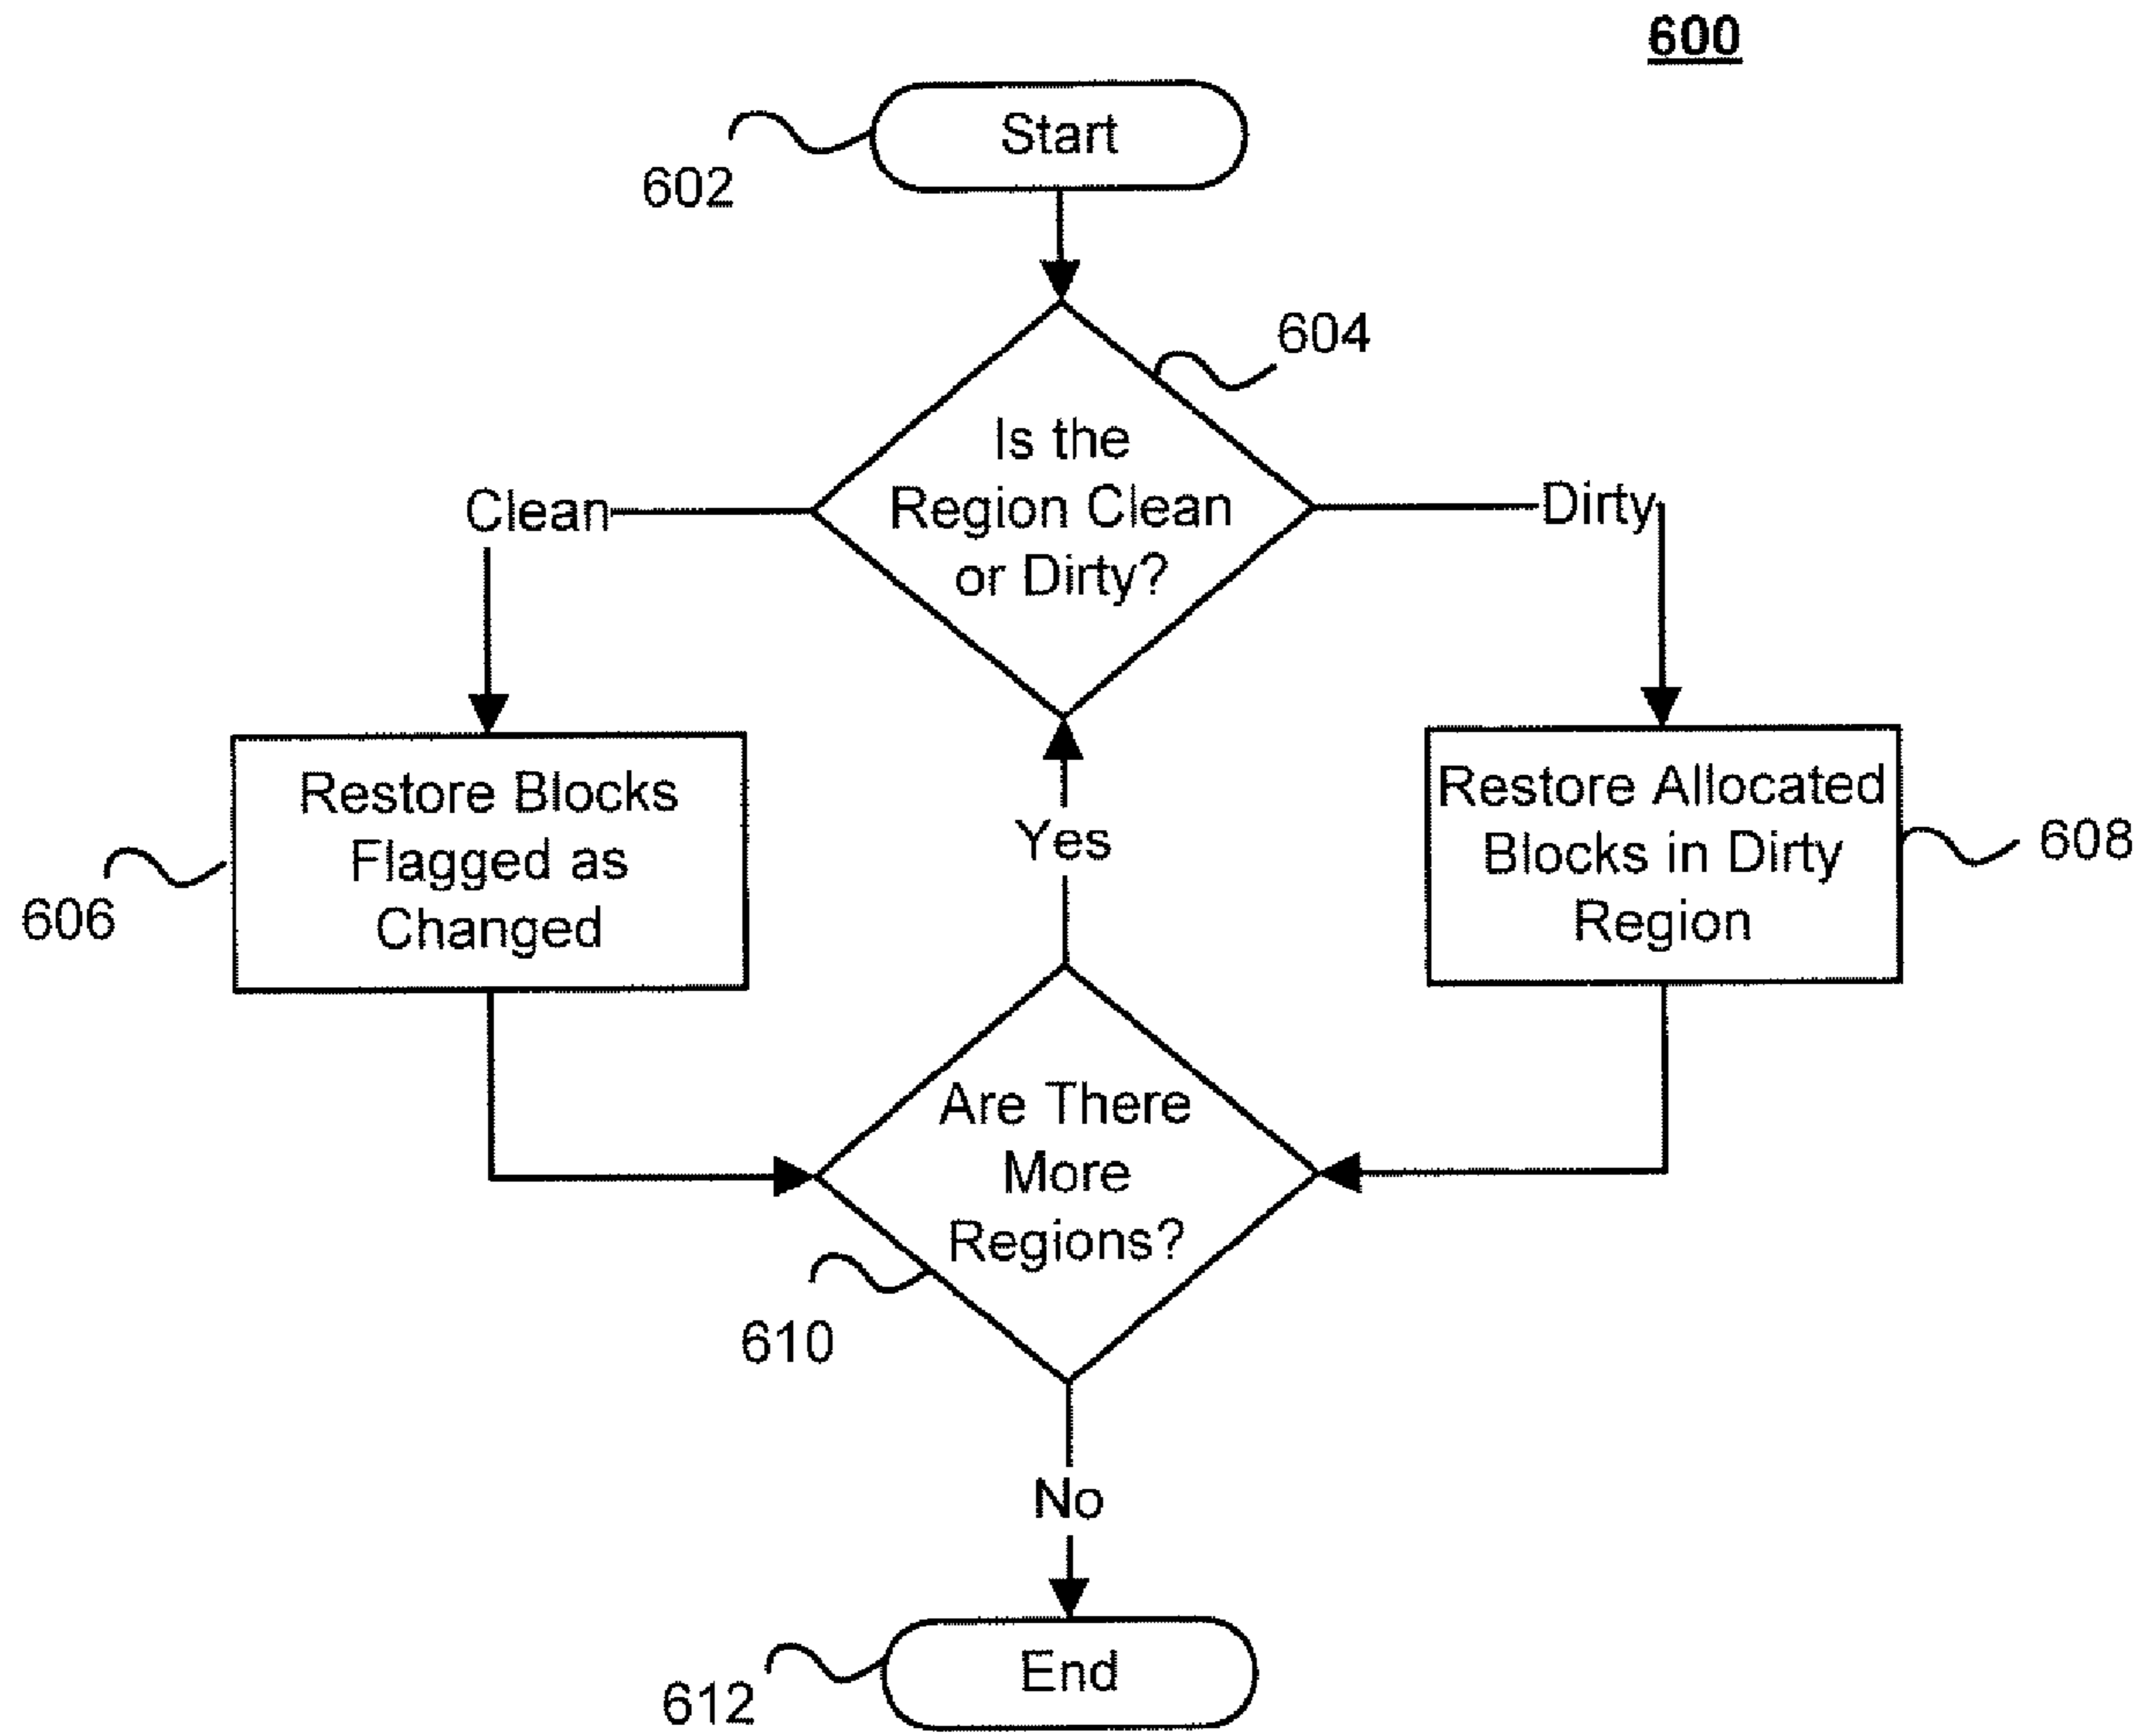 600
Start
602
604
Is the
Region Clean
or Dirty?
Clean
Dirty
Restore Blocks
Flagged as
Changed
606
Yes
Restore Allocated
Blocks in Dirty
Region
608
Are There
More
Regions?
610
No
End
612